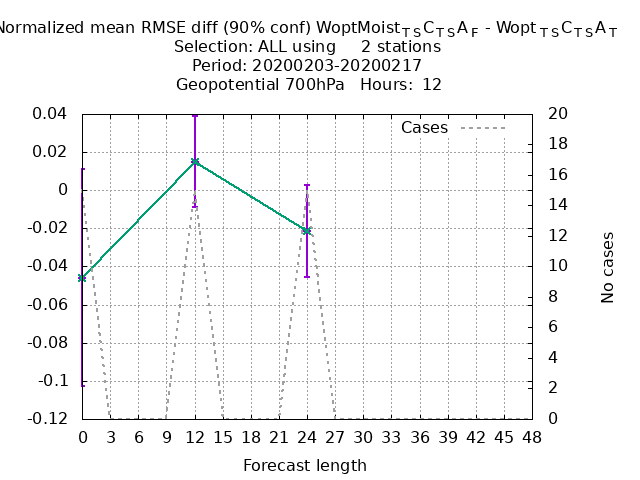 Normalized mean RMSE diff (90% conf) WoptMoist_TSC_TSA_F - Wopt_TSC_TSA_T
Selection: ALL using 2 stations
Period: 20200203-20200217
Geopotential 700hPa Hours: 12
0.04 20
Cases
18
0.02
16
0
14
-0.02
12
-0.04 10
8
-0.06
6
-0.08
4
-0.1
2
-0.12 0
No cases
0 3 6 9 12 15 18 21 24 27 30 33 36 39 42 45 48
Forecast length